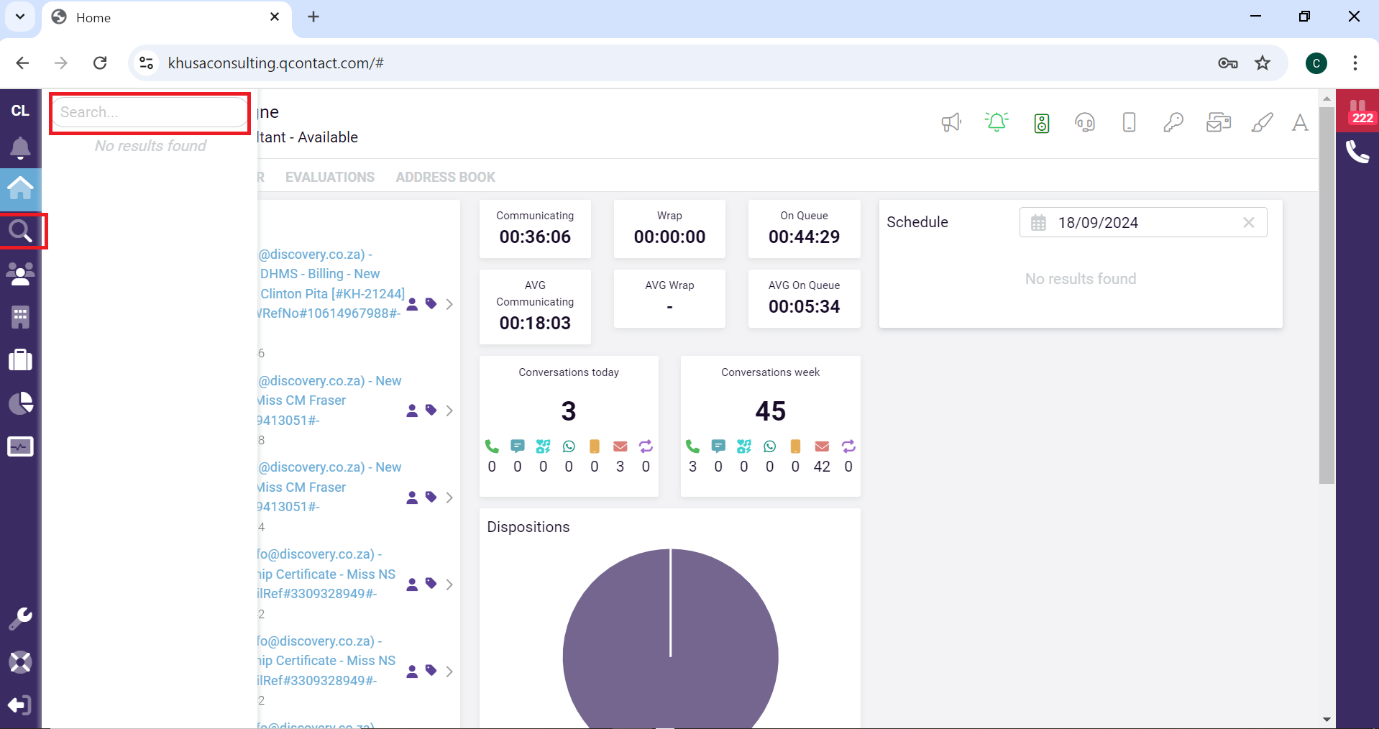 Home
khusaconsulting.qcontact.com/#
C
CL
Search...
No results found
ltant - Available
222
R EVALUATIONS ADDRESS BOOK
@discovery.co.za) -
DHMS - Billing - New
Clinton Pita [#KH-21244]
RefNo#10614967988#-
6
@discovery.co.za) - New
Miss CM Fraser
9413051#-
8
@discovery.co.za) - New
Miss CM Fraser
9413051#-
4
fo@discovery.co.za) -
hip Certificate - Miss NS
ilRef#3309328949#-
2
fo@discovery.co.za) -
hip Certificate - Miss NS
ilRef#3309328949#-
2
Communicating
00:36:06
Wrap
00:00:00
On Queue
00:44:29
AVG
Communicating
00:18:03
AVG Wrap
-
AVG On Queue
00:05:34
Conversations today
3
0 0 0 0 0 3 0
Conversations week
45
3 0 0 0 0 42 0
Dispositions
Schedule
18/09/2024
No results found